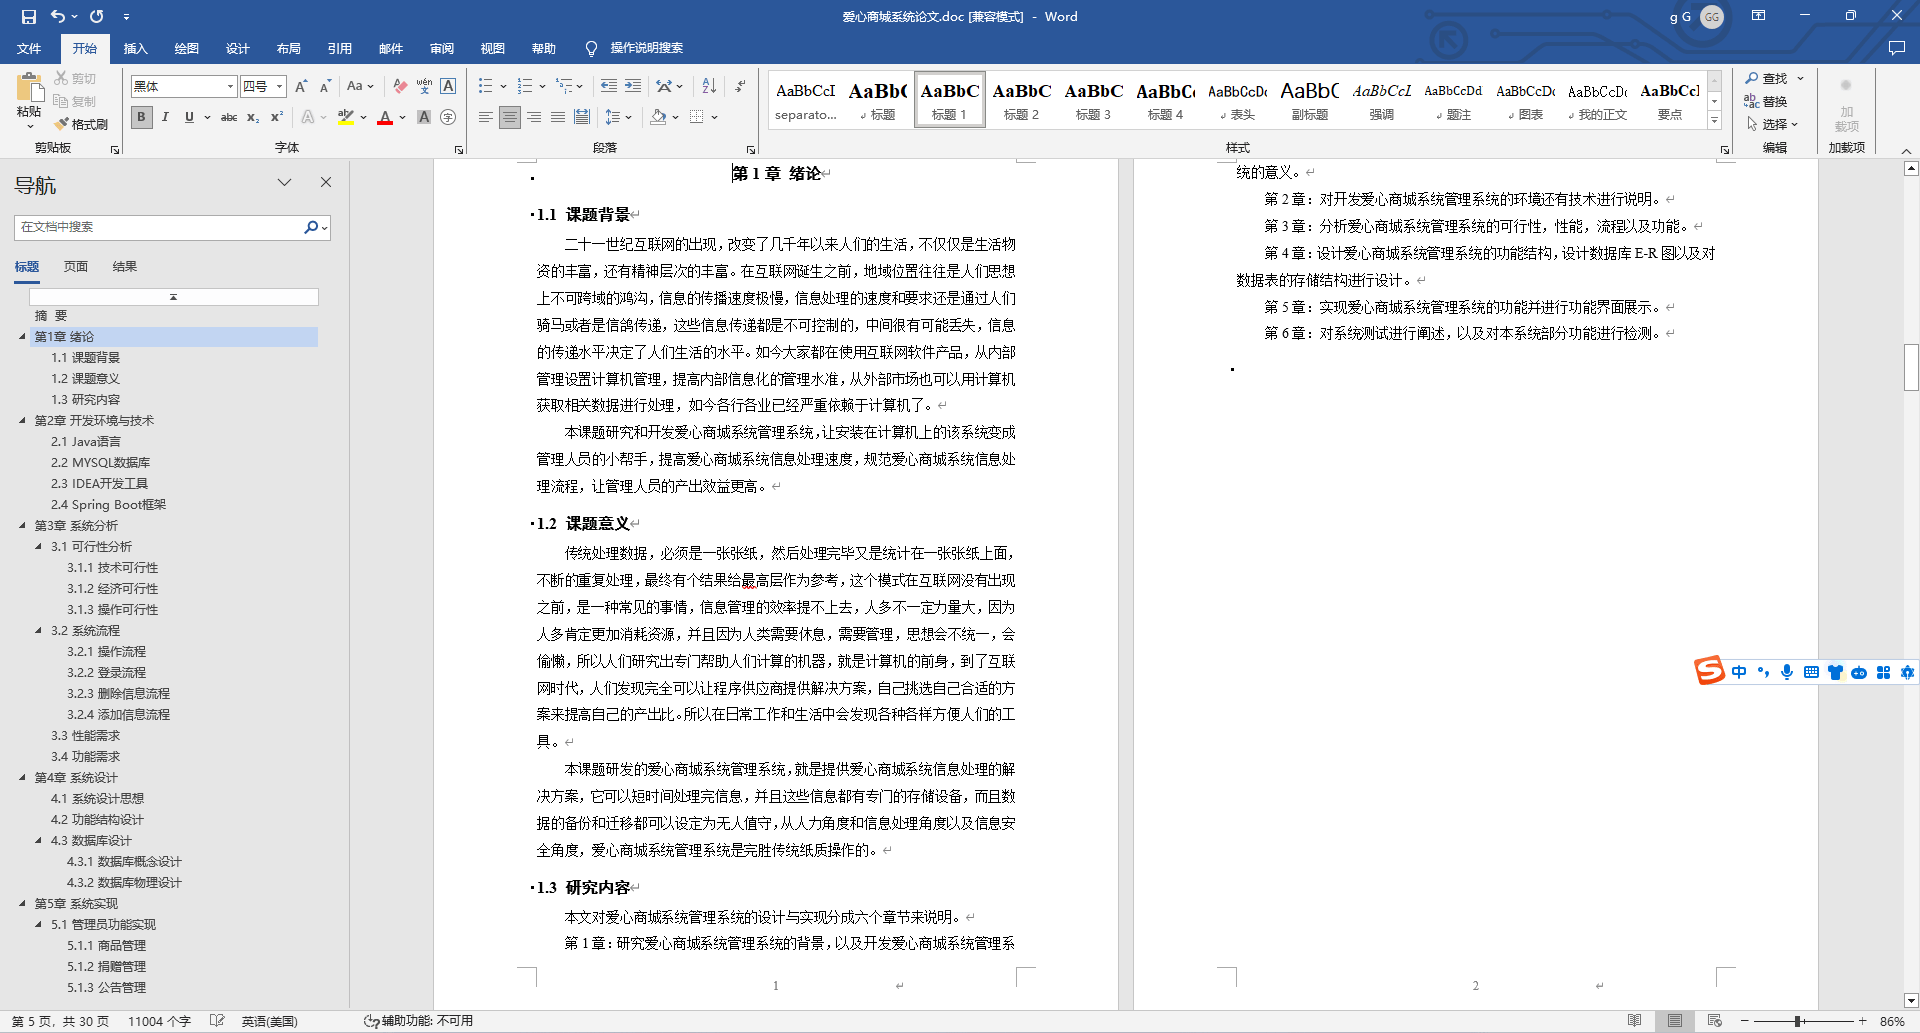 爱心商城系统论文.doc [兼容模式] - Word
g G GG
文件 开始 插入 绘图 设计 布局 引用 邮件 审阅 视图 帮助 操作说明搜索
粘贴 剪切 复制 格式刷 剪贴板
黑体 四号 Aa wén 文 A
B I U abc x₂ x² A aby A A 字
字体 段落
AaBbCcI separato...
AaBb( 标题
AaBbC 标题 1
AaBbC 标题 2
AaBbC 标题 3
AaBbC( 标题 4
AaBbCcDc 表头
AaBb( 副标题
AaBbCcL 强调
AaBbCcDd 题注
AaBbCcDc 图表
AaBbCcDc 我的正文
AaBbCcI 要点
样式
查找 替换 选择 编辑
加载项 加载项
导航
在文档中搜索
标题 页面 结果
摘 要
第1章 绪论
1.1 课题背景
1.2 课题意义
1.3 研究内容
第2章 开发环境与技术
2.1 Java语言
2.2 MYSQL数据库
2.3 IDEA开发工具
2.4 Spring Boot框架
第3章 系统分析
3.1 可行性分析
3.1.1 技术可行性
3.1.2 经济可行性
3.1.3 操作可行性
3.2 系统流程
3.2.1 操作流程
3.2.2 登录流程
3.2.3 删除信息流程
3.2.4 添加信息流程
3.3 性能需求
3.4 功能需求
第4章 系统设计
4.1 系统设计思想
4.2 功能结构设计
4.3 数据库设计
4.3.1 数据库概念设计
4.3.2 数据库物理设计
第5章 系统实现
5.1 管理员功能实现
5.1.1 商品管理
5.1.2 捐赠管理
5.1.3 公告管理
第 1 章 绪论
1.1 课题背景
二十一世纪互联网的出现，改变了几千年以来人们的生活，不仅仅是生活物
资的丰富，还有精神层次的丰富。在互联网诞生之前，地域位置往往是人们思想
上不可跨域的鸿沟，信息的传播速度极慢，信息处理的速度和要求还是通过人们
骑马或者是信鸽传递，这些信息传递都是不可控制的，中间很有可能丢失，信息
的传递水平决定了人们生活的水平。如今大家都在使用互联网软件产品，从内部
管理设置计算机管理，提高内部信息化的管理水准，从外部市场也可以用计算机
获取相关数据进行处理，如今各行各业已经严重依赖于计算机了。
本课题研究和开发爱心商城系统管理系统，让安装在计算机上的该系统变成
管理人员的小帮手，提高爱心商城系统信息处理速度，规范爱心商城系统信息处
理流程，让管理人员的产出效益更高。
1.2 课题意义
传统处理数据，必须是一张张纸，然后处理完毕又是统计在一张张纸上面，
不断的重复处理，最终有个结果给最高层作为参考，这个模式在互联网没有出现
之前，是一种常见的事情，信息管理的效率提不上去，人多不一定力量大，因为
人多肯定更加消耗资源，并且因为人类需要休息，需要管理，思想会不统一，会
偷懒，所以人们研究出专门帮助人们计算的机器，就是计算机的前身，到了互联
网时代，人们发现完全可以让程序供应商提供解决方案，自己挑选自己合适的方
案来提高自己的产出比。所以在日常工作和生活中会发现各种各样方便人们的工
具。
本课题研发的爱心商城系统管理系统，就是提供爱心商城系统信息处理的解
决方案，它可以短时间处理完信息，并且这些信息都有专门的存储设备，而且数
据的备份和迁移都可以设定为无人值守，从人力角度和信息处理角度以及信息安
全角度，爱心商城系统管理系统是完胜传统纸质操作的。
1.3 研究内容
本文对爱心商城系统管理系统的设计与实现分成六个章节来说明。
第 1 章：研究爱心商城系统管理系统的背景，以及开发爱心商城系统管理系
1
统的意义。
第 2 章：对开发爱心商城系统管理系统的环境还有技术进行说明。
第 3 章：分析爱心商城系统管理系统的可行性，性能，流程以及功能。
第 4 章：设计爱心商城系统管理系统的功能结构，设计数据库 E-R 图以及对
数据表的存储结构进行设计。
第 5 章：实现爱心商城系统管理系统的功能并进行功能界面展示。
第 6 章：对系统测试进行阐述，以及对本系统部分功能进行检测。
2
中
第 5 页，共 30 页 11004 个字 英语(美国) 辅助功能: 不可用 86%